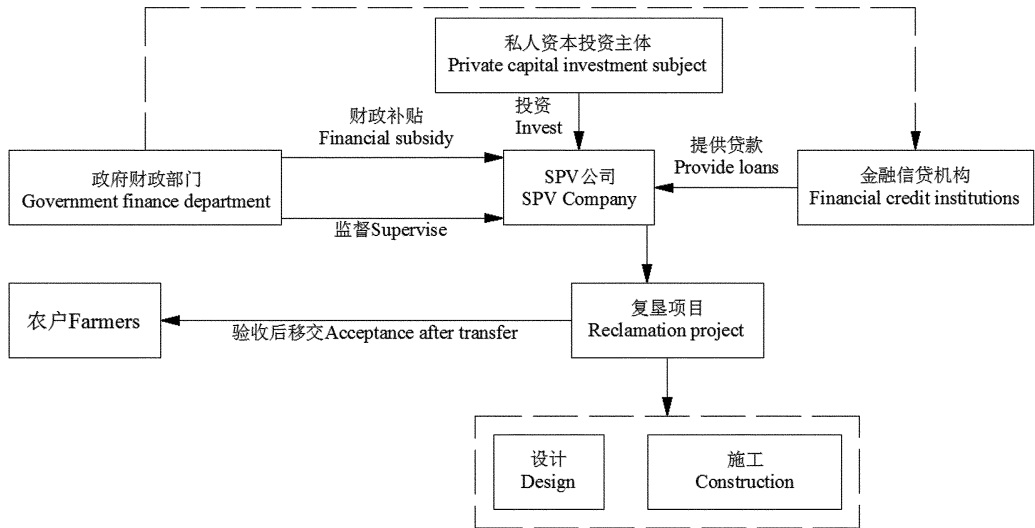 私人资本投资主体
Private capital investment subject
财政补贴
Financial subsidy
投资
Invest
提供贷款
Provide loans
政府财政部门
Government finance department
SPV公司
SPV Company
金融信贷机构
Financial credit institutions
监督Supervise
农户Farmers
复垦项目
Reclamation project
验收后移交Acceptance after transfer
设计
Design
施工
Construction